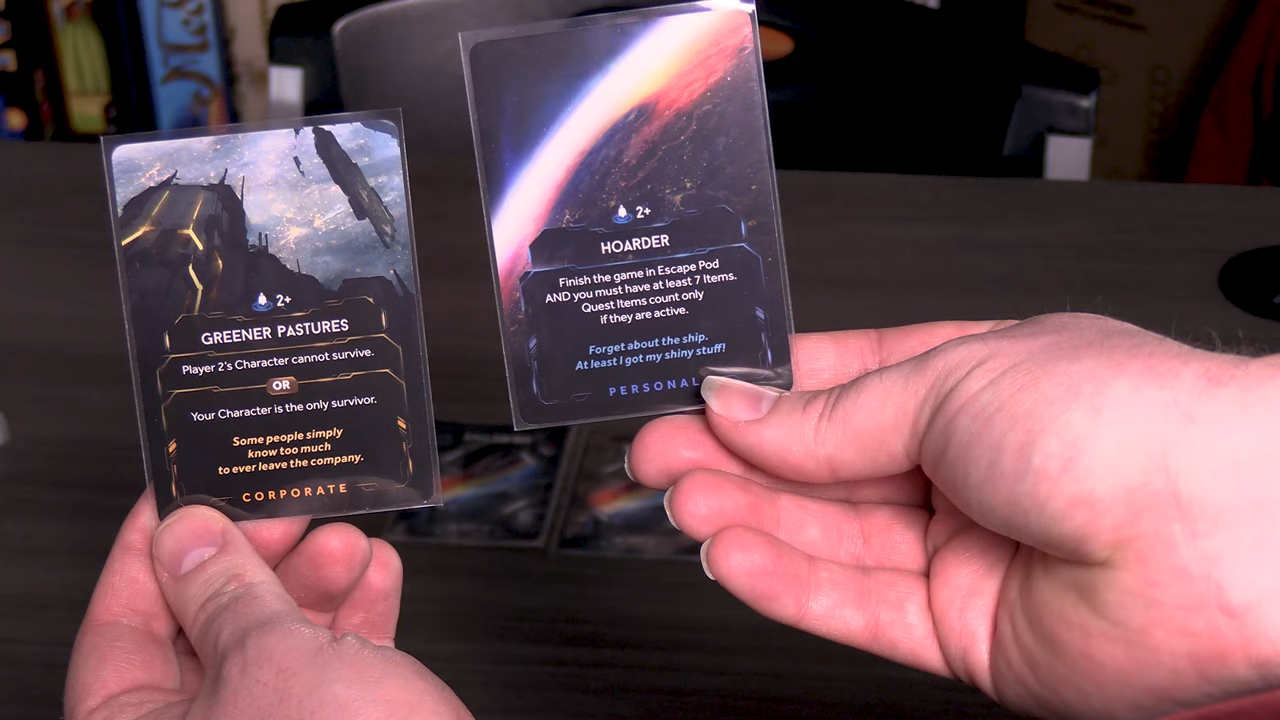 2+
GREENER PASTURES
Player 2's Character cannot survive.
OR
Your Character is the only survivor.
Some people simply
know too much
to ever leave the company.
CORPORATE
2+
HOARDER
Finish the game in Escape Pod
AND you must have at least 7 Items.
Quest Items count only
if they are active.
Forget about the ship.
At least I got my shiny stuff!
PERSONAL